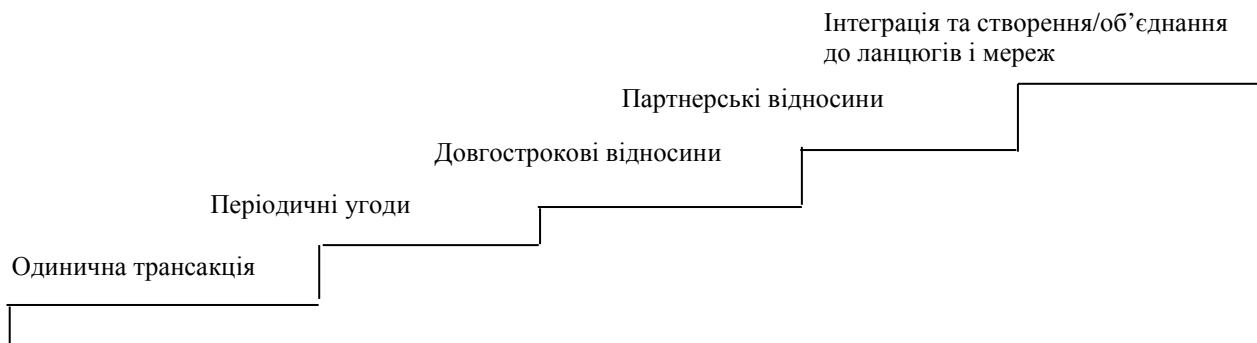 Інтеграція та створення/об’єднання
до ланцюгів і мереж
Партнерські відносини
Довгострокові відносини
Періодичні угоди
Одинична трансакція